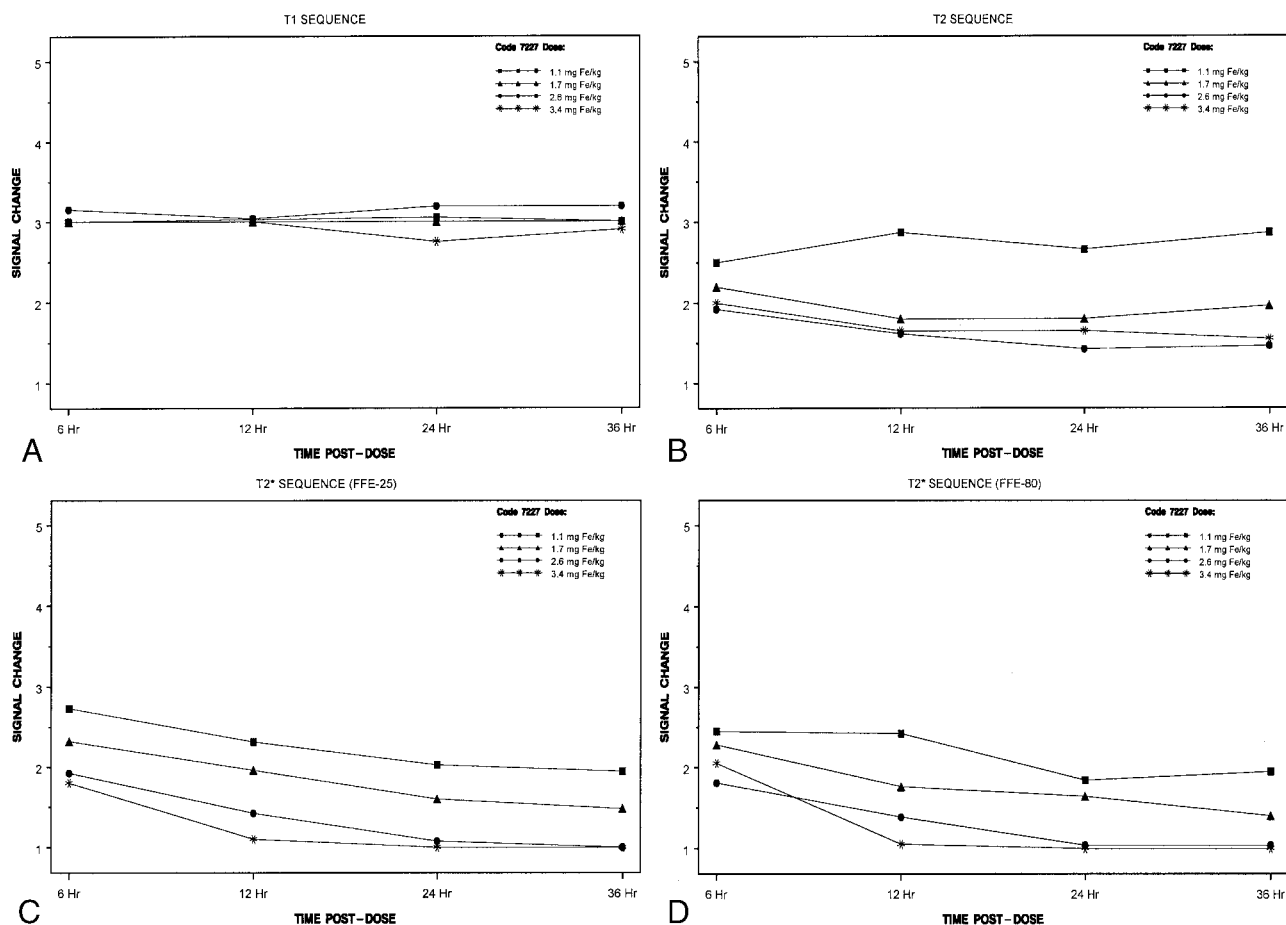 T1 SEQUENCE
Code 7227 Dose:
1.1 mg Fe/kg
1.7 mg Fe/kg
2.6 mg Fe/kg
3.4 mg Fe/kg
SIGNAL CHANGE
5
4
3
2
1
6 Hr
12 Hr
24 Hr
36 Hr
TIME POST-DOSE
A
T2 SEQUENCE
Code 7227 Dose:
1.1 mg Fe/kg
1.7 mg Fe/kg
2.6 mg Fe/kg
3.4 mg Fe/kg
SIGNAL CHANGE
5
4
3
2
1
6 Hr
12 Hr
24 Hr
36 Hr
TIME POST-DOSE
B
T2* SEQUENCE (FFE-25)
Code 7227 Dose:
1.1 mg Fe/kg
1.7 mg Fe/kg
2.6 mg Fe/kg
3.4 mg Fe/kg
SIGNAL CHANGE
5
4
3
2
1
6 Hr
12 Hr
24 Hr
36 Hr
TIME POST-DOSE
C
T2* SEQUENCE (FFE-80)
Code 7227 Dose:
1.1 mg Fe/kg
1.7 mg Fe/kg
2.6 mg Fe/kg
3.4 mg Fe/kg
SIGNAL CHANGE
5
4
3
2
1
6 Hr
12 Hr
24 Hr
36 Hr
TIME POST-DOSE
D